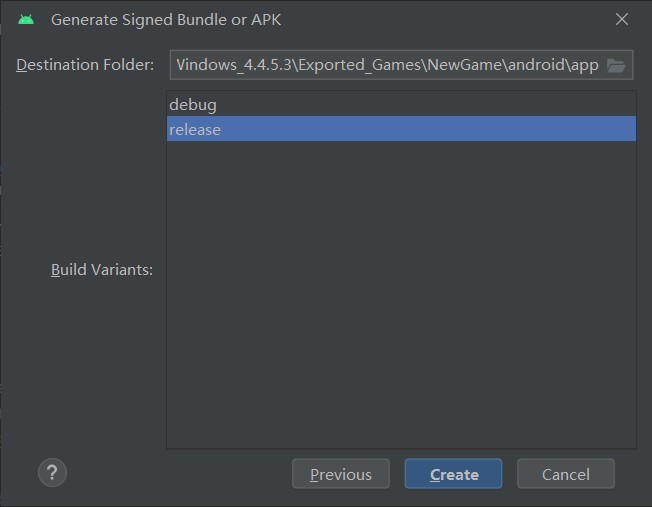 Generate Signed Bundle or APK
Destination Folder: Vindows_4.4.5.3\Exported_Games\NewGame\android\app
debug
release
Build Variants:
? Previous Create Cancel